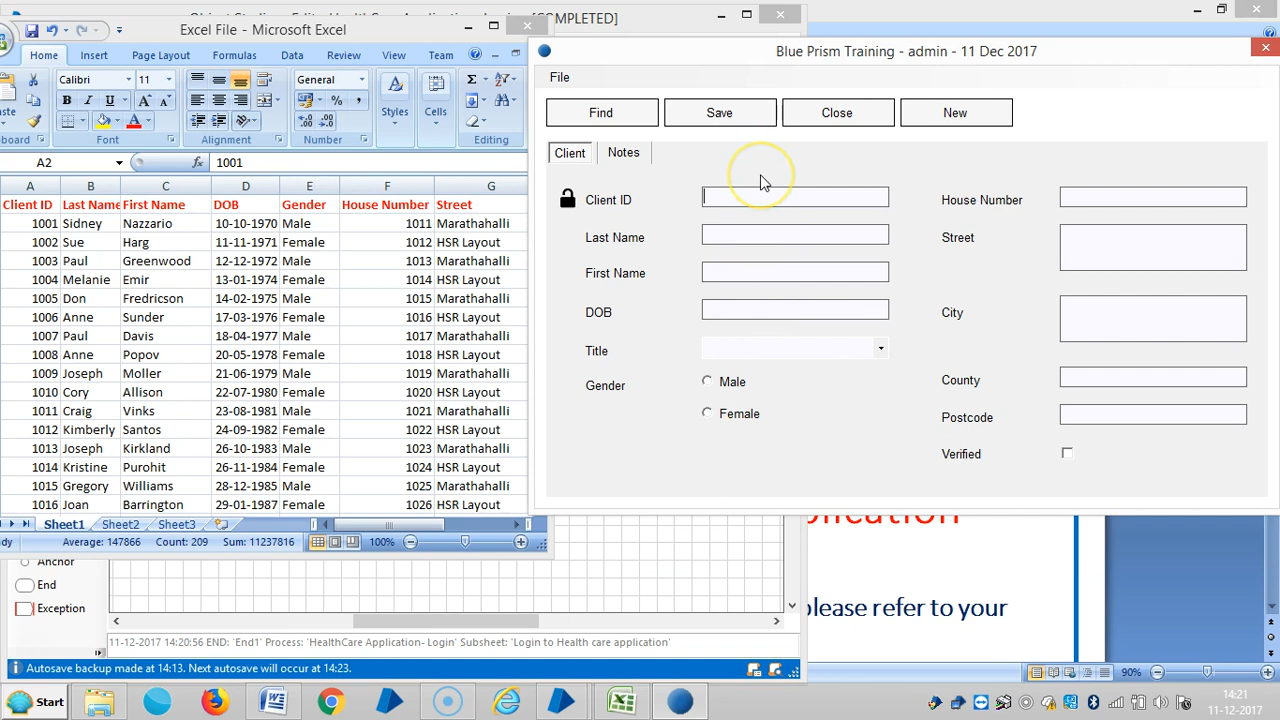 [COMPLETED]
Excel File - Microsoft Excel
Home Insert Page Layout Formulas Data Review View Team
Calibri 11 General
B I U
Styles Cells
Alignment Number Editing
A2 fx 1001
A B C D E F G
Client ID Last Name First Name DOB Gender House Number Street
1001 Sidney Nazzario 10-10-1970 Male 1011 Marathahalli
1002 Sue Harg 11-11-1971 Female 1012 HSR Layout
1003 Paul Greenwood 12-12-1972 Male 1013 Marathahalli
1004 Melanie Emir 13-01-1974 Female 1014 HSR Layout
1005 Don Fredricson 14-02-1975 Male 1015 Marathahalli
1006 Anne Sunder 17-03-1976 Female 1016 HSR Layout
1007 Paul Davis 18-04-1977 Male 1017 Marathahalli
1008 Anne Popov 20-05-1978 Female 1018 HSR Layout
1009 Joseph Moller 21-06-1979 Male 1019 Marathahalli
1010 Cory Allison 22-07-1980 Female 1020 HSR Layout
1011 Craig Vinks 23-08-1981 Male 1021 Marathahalli
1012 Kimberly Santos 24-09-1982 Female 1022 HSR Layout
1013 Joseph Kirkland 26-10-1983 Male 1023 Marathahalli
1014 Kristine Purohit 26-11-1984 Female 1024 HSR Layout
1015 Gregory Williams 28-12-1985 Male 1025 Marathahalli
1016 Joan Barrington 29-01-1987 Female 1026 HSR Layout
Sheet1 Sheet2 Sheet3
Average: 147866 Count: 209 Sum: 11237816 100%
Blue Prism Training - admin - 11 Dec 2017
File
Find Save Close New
Client Notes
Client ID House Number
Last Name Street
First Name
DOB City
Title
Gender Male County
Female Postcode
Verified
please refer to your
Anchor
End
Exception
11-12-2017 14:20:56 END: 'End1' Process: 'HealthCare Application- Login' Subsheet: 'Login to Health care application'
Autosave backup made at 14:13. Next autosave will occur at 14:23.
90%
Start
14:21
11-12-2017